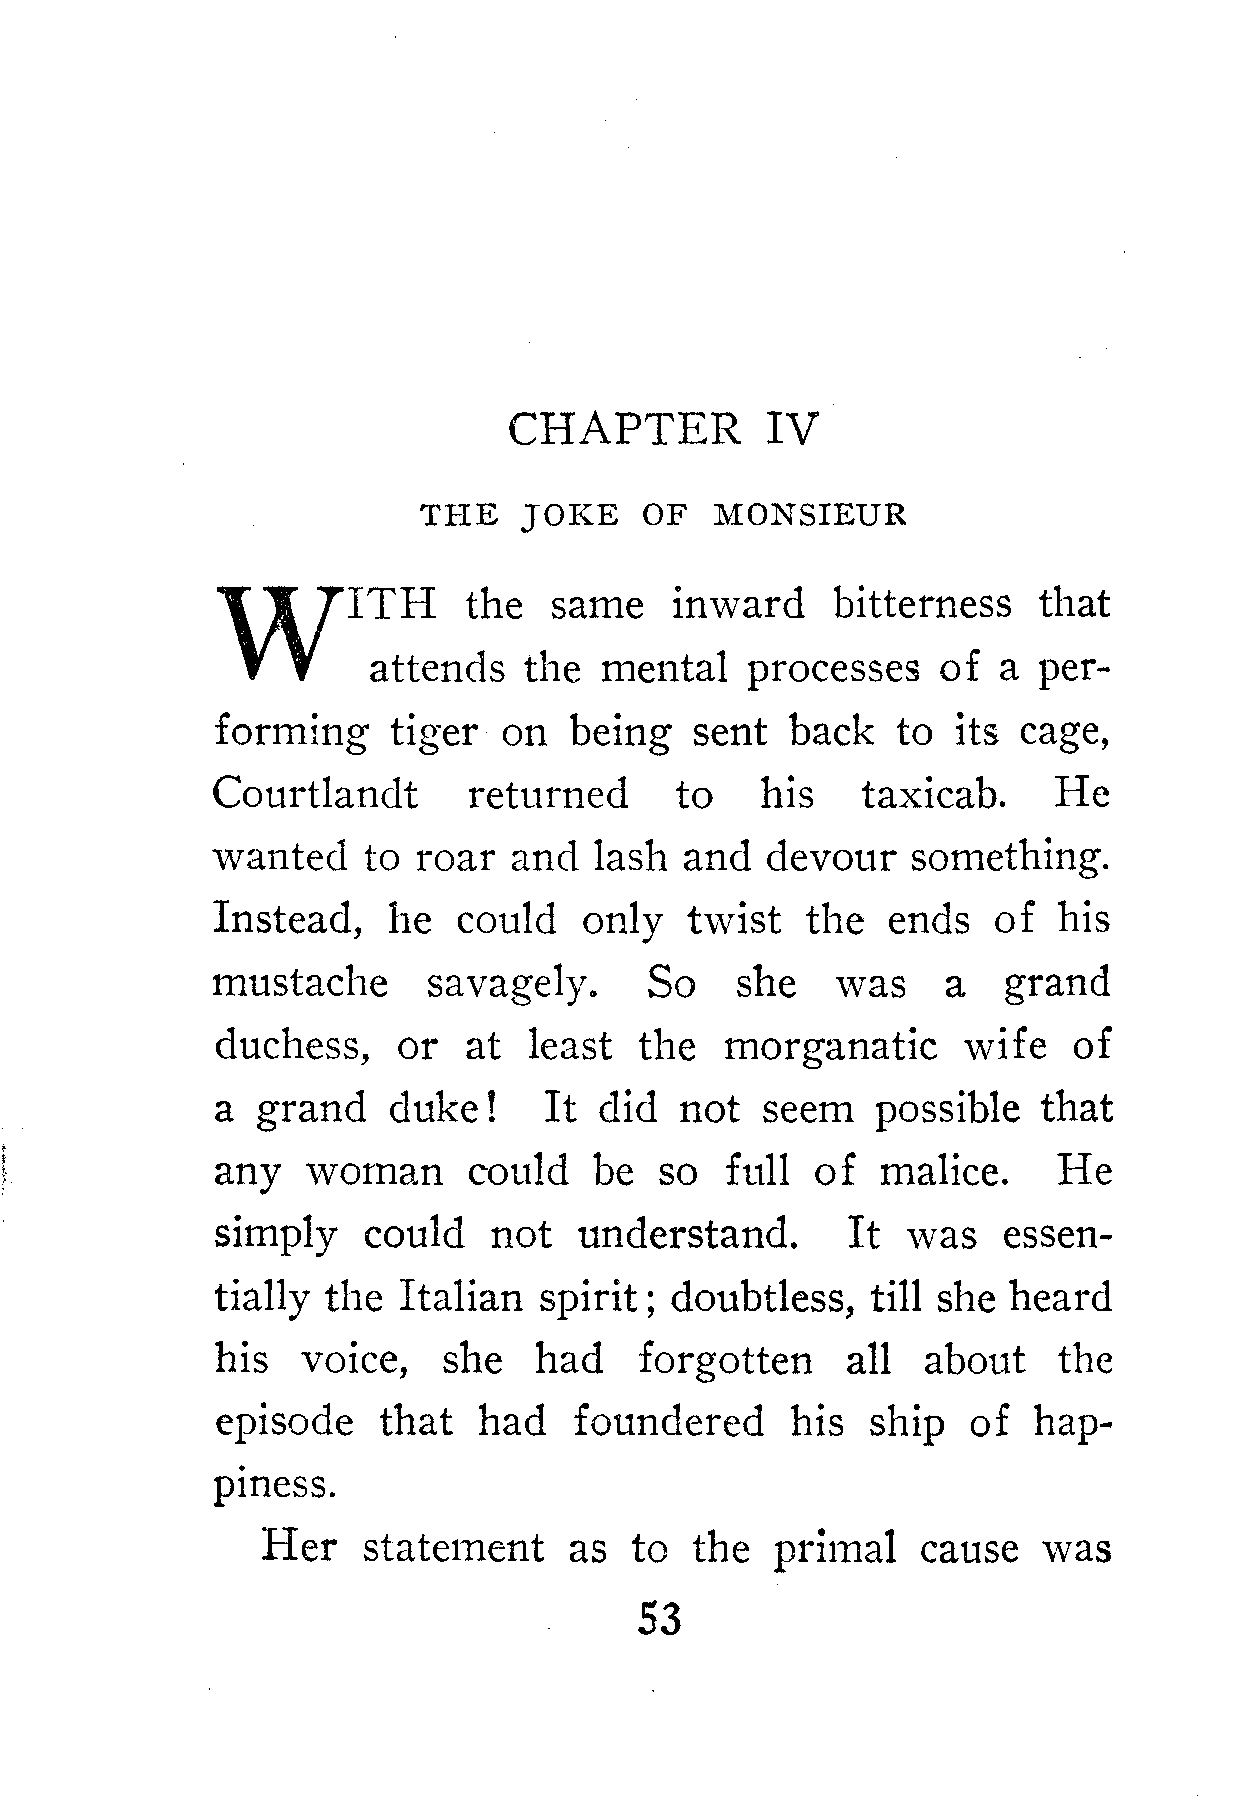 CHAPTER IV
THE JOKE OF MONSIEUR
WITH the same inward bitterness that
attends the mental processes of a per-
forming tiger on being sent back to its cage,
Courtlandt returned to his taxicab. He
wanted to roar and lash and devour something.
Instead, he could only twist the ends of his
mustache savagely. So she was a grand
duchess, or at least the morganatic wife of
a grand duke! It did not seem possible that
any woman could be so full of malice. He
simply could not understand. It was essen-
tially the Italian spirit; doubtless, till she heard
his voice, she had forgotten all about the
episode that had foundered his ship of hap-
piness.
Her statement as to the primal cause was
53